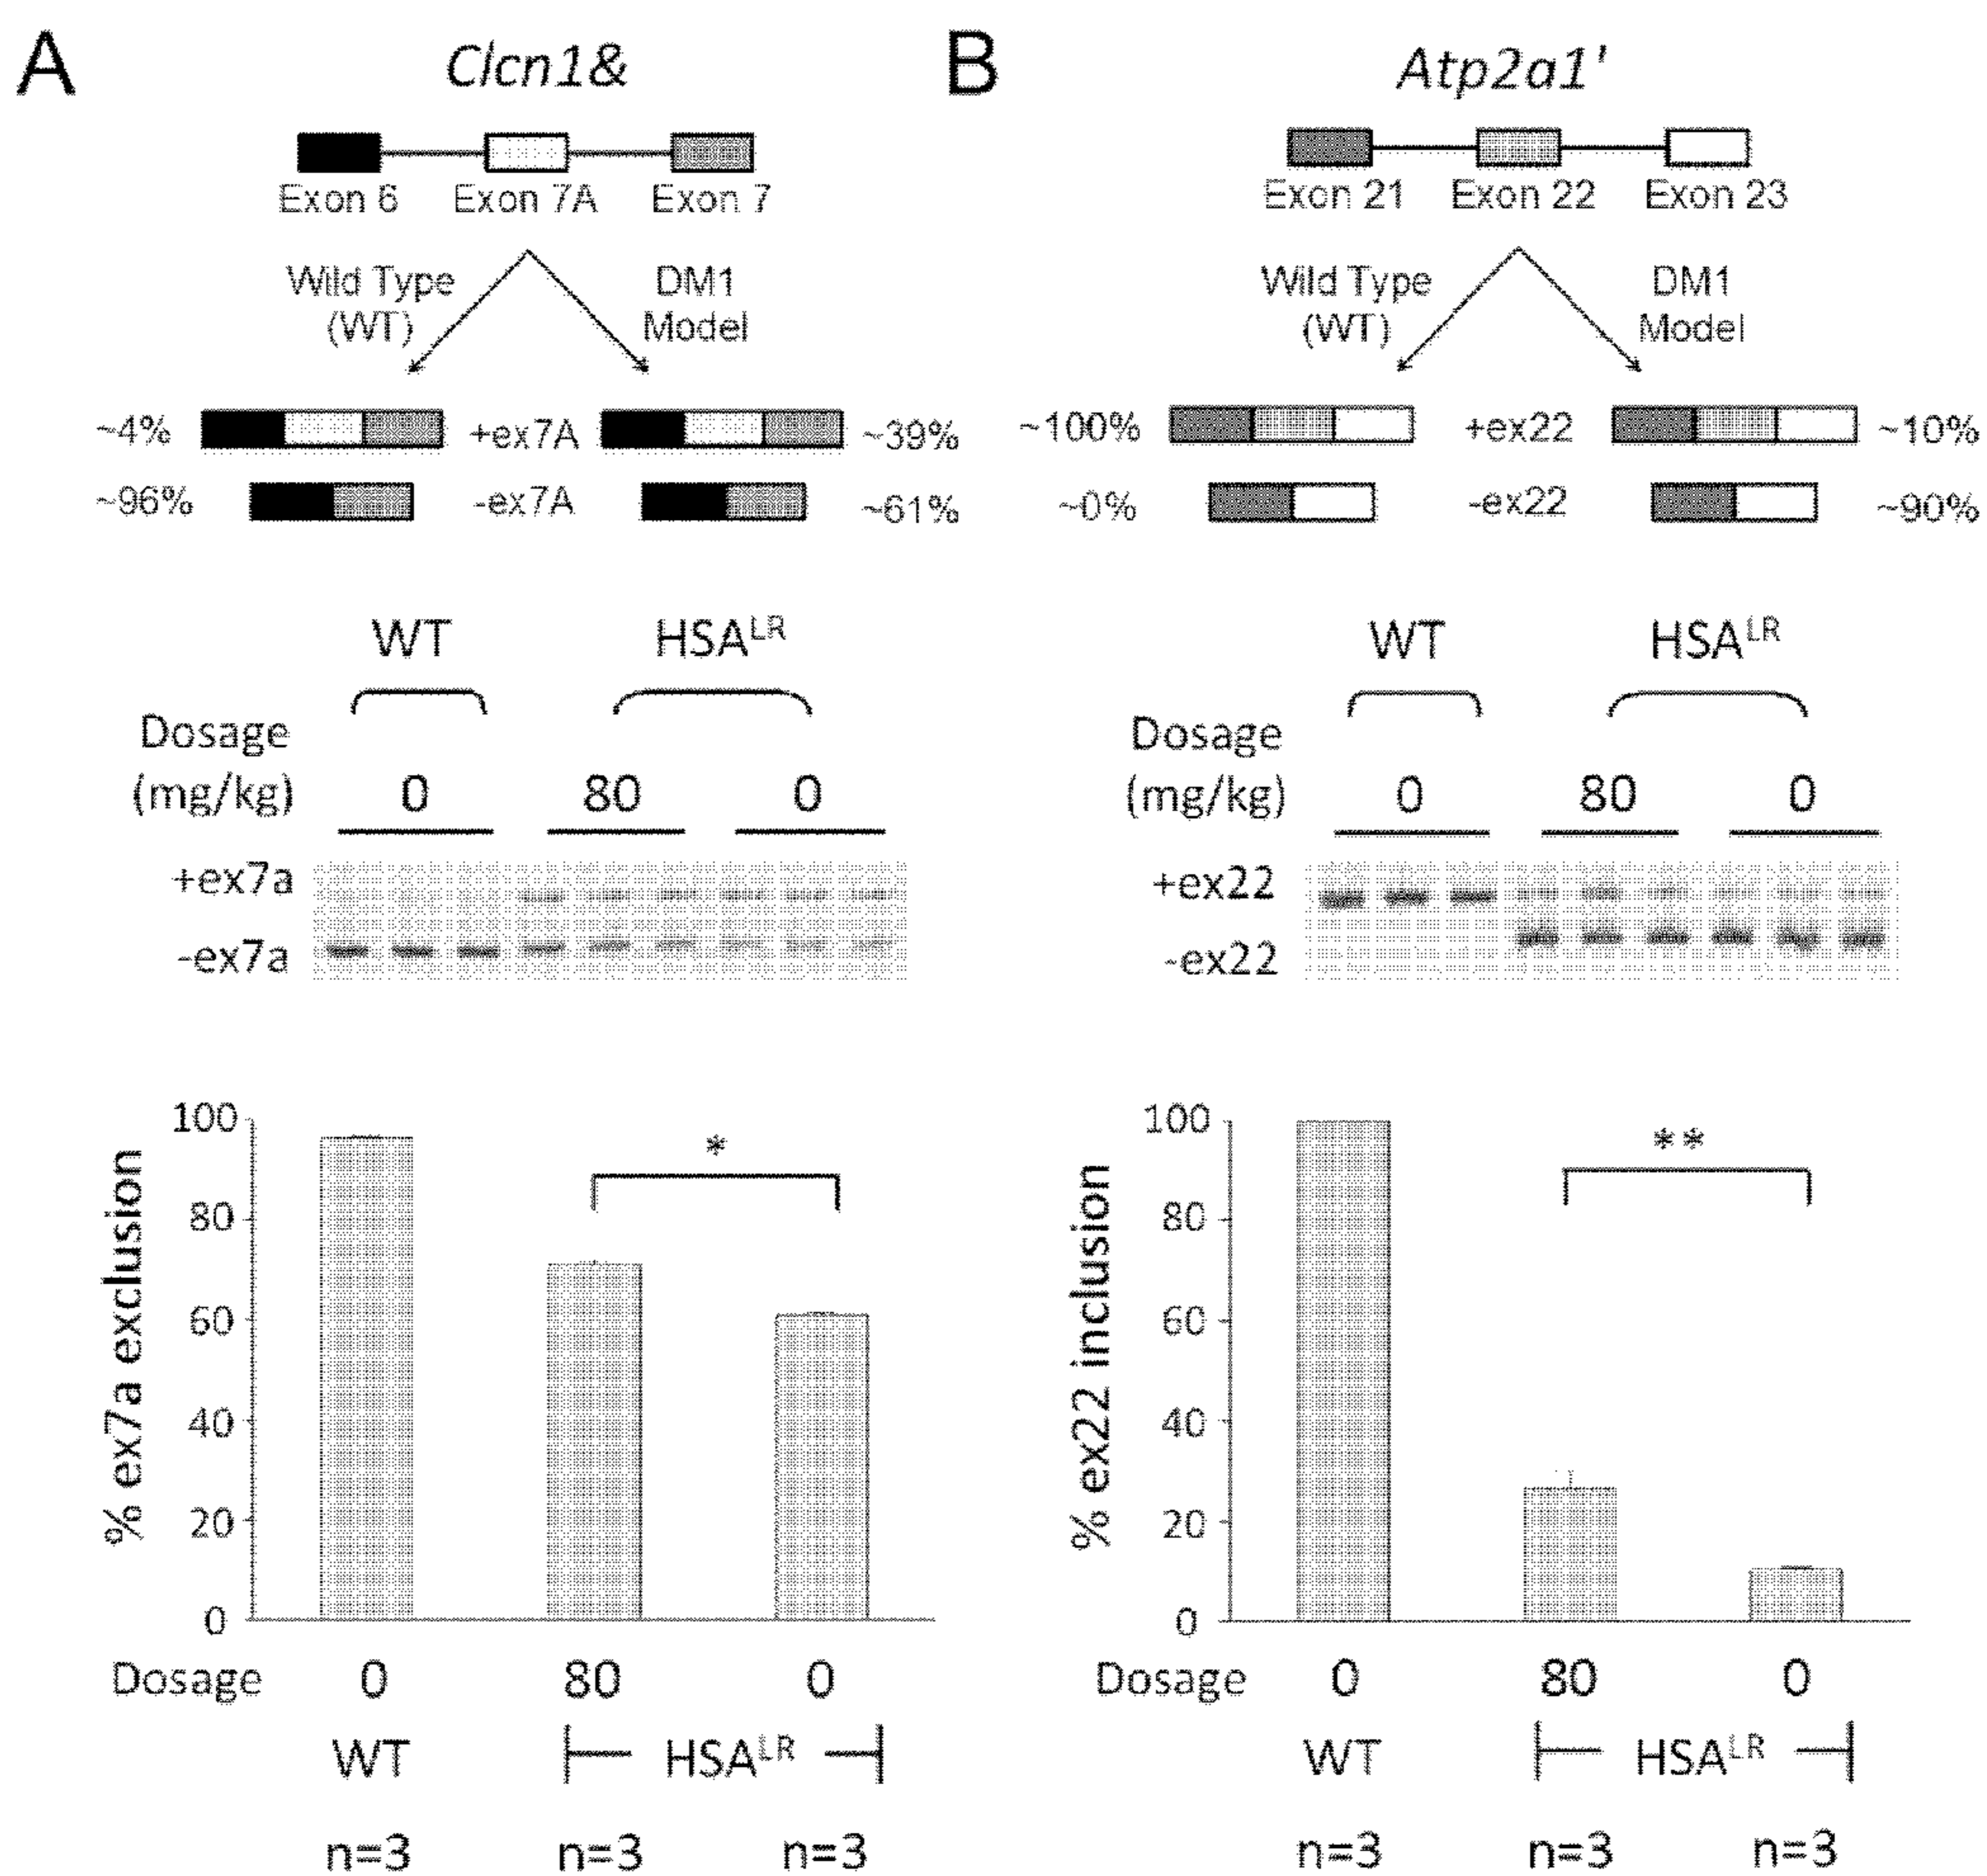 A
Clcn1&
Exon 6 Exon 7A Exon 7
Wild Type
(WT)
DM1
Model
~4% +ex7A ~39%
~96% -ex7A ~61%
WT HSALR
Dosage
(mg/kg) 0 80 0
+ex7a
-ex7a
% ex7a exclusion
100
80
60
40
20
0
*
Dosage 0 80 0
WT HSALR
n=3 n=3 n=3
B
Atp2a1'
Exon 21 Exon 22 Exon 23
Wild Type
(WT)
DM1
Model
~100% +ex22 ~10%
~0% -ex22 ~90%
WT HSALR
Dosage
(mg/kg) 0 80 0
+ex22
-ex22
% ex22 inclusion
100
80
60
40
20
0
**
Dosage 0 80 0
WT HSALR
n=3 n=3 n=3